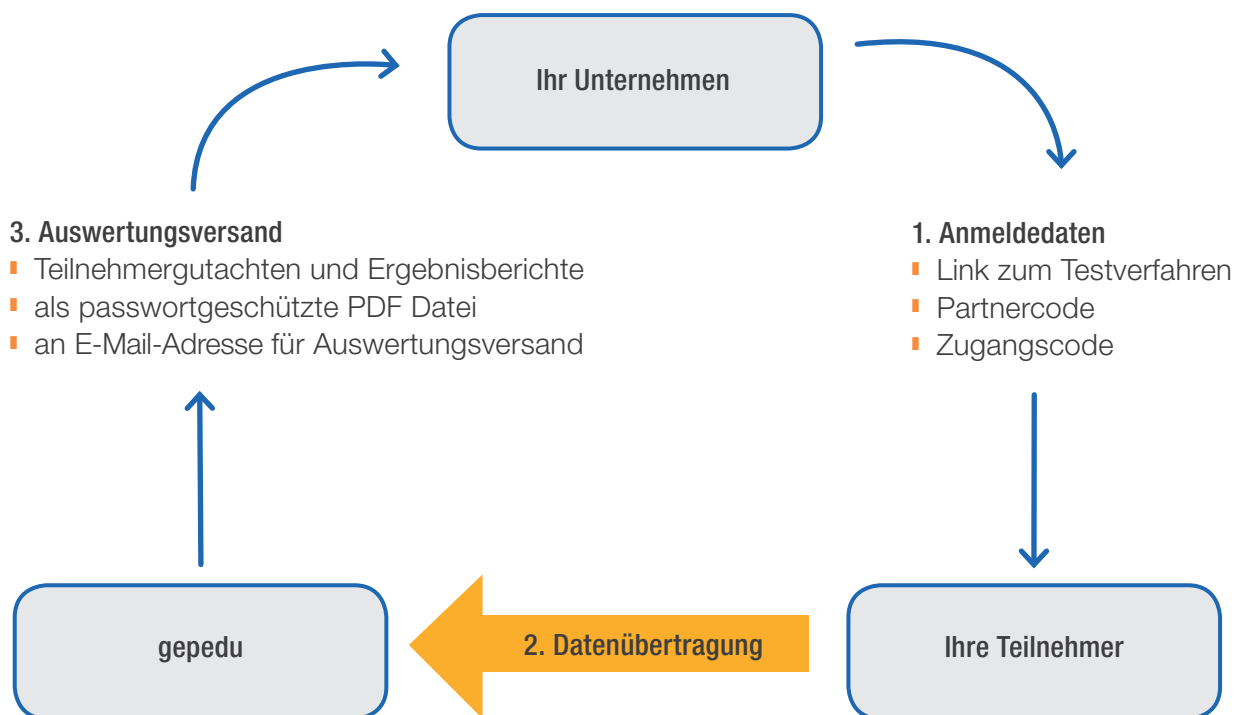 Ihr Unternehmen
3. Auswertungsversand
Teilnehmergutachten und Ergebnisberichte
als passwortgeschützte PDF Datei
an E-Mail-Adresse für Auswertungsversand
1. Anmeldedaten
Link zum Testverfahren
Partnercode
Zugangscode
gepedu
2. Datenübertragung
Ihre Teilnehmer